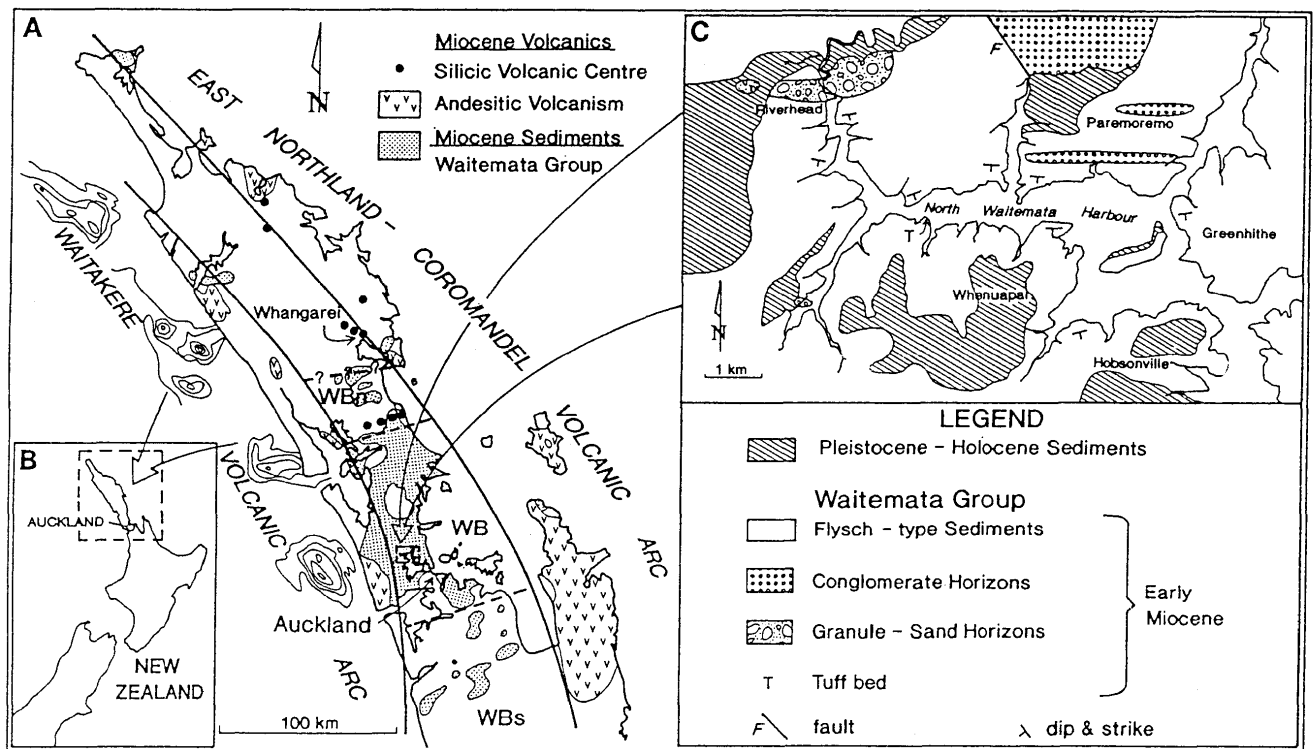 A
N
Miocene Volcanics
Silicic Volcanic Centre
Andesitic Volcanism
Miocene Sediments
Waitemata Group
EAST
NORTHLAND -
COROMANDEL
VOLCANIC
ARC
WAITAKERE
VOLCANIC
ARC
Whangarei
?
WBn
WB
WBs
Auckland
100 km
B
AUCKLAND
NEW
ZEALAND
C
F
Riverhead
Paremoremo
T
T
T
T
T
T
T
T
T
North Waitemata Harbour
Greenhithe
Whenuapai
Hobsonville
N
1 km
LEGEND
Pleistocene - Holocene Sediments
Waitemata Group
Flysch - type Sediments
Conglomerate Horizons
Granule - Sand Horizons
Early
Miocene
T Tuff bed
F fault
dip & strike